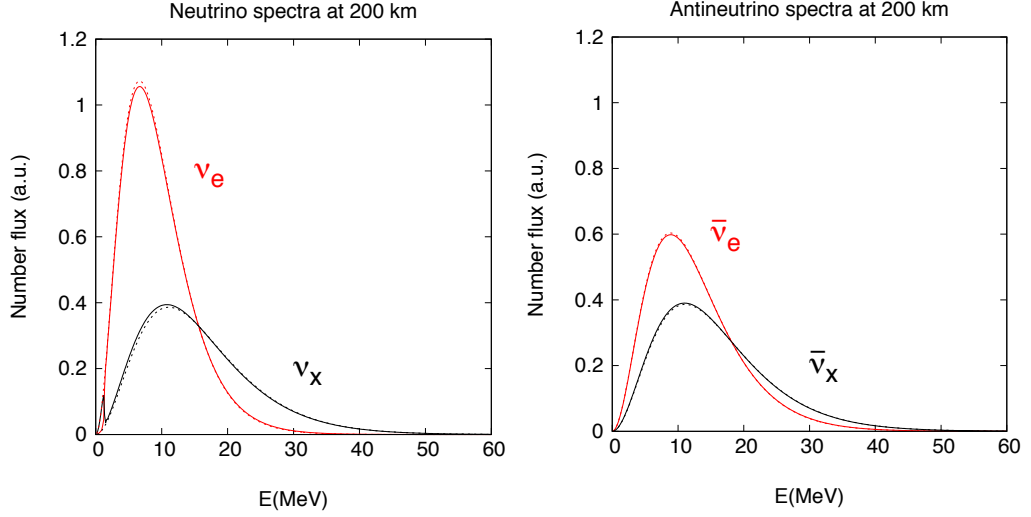 Neutrino spectra at 200 km
Number flux (a.u.)
1.2
1
0.8
0.6
0.4
0.2
0
0 10 20 30 40 50 60
E(MeV)
νe
νx
Antineutrino spectra at 200 km
Number flux (a.u.)
1.2
1
0.8
0.6
0.4
0.2
0
0 10 20 30 40 50 60
E(MeV)
ν̄e
ν̄x